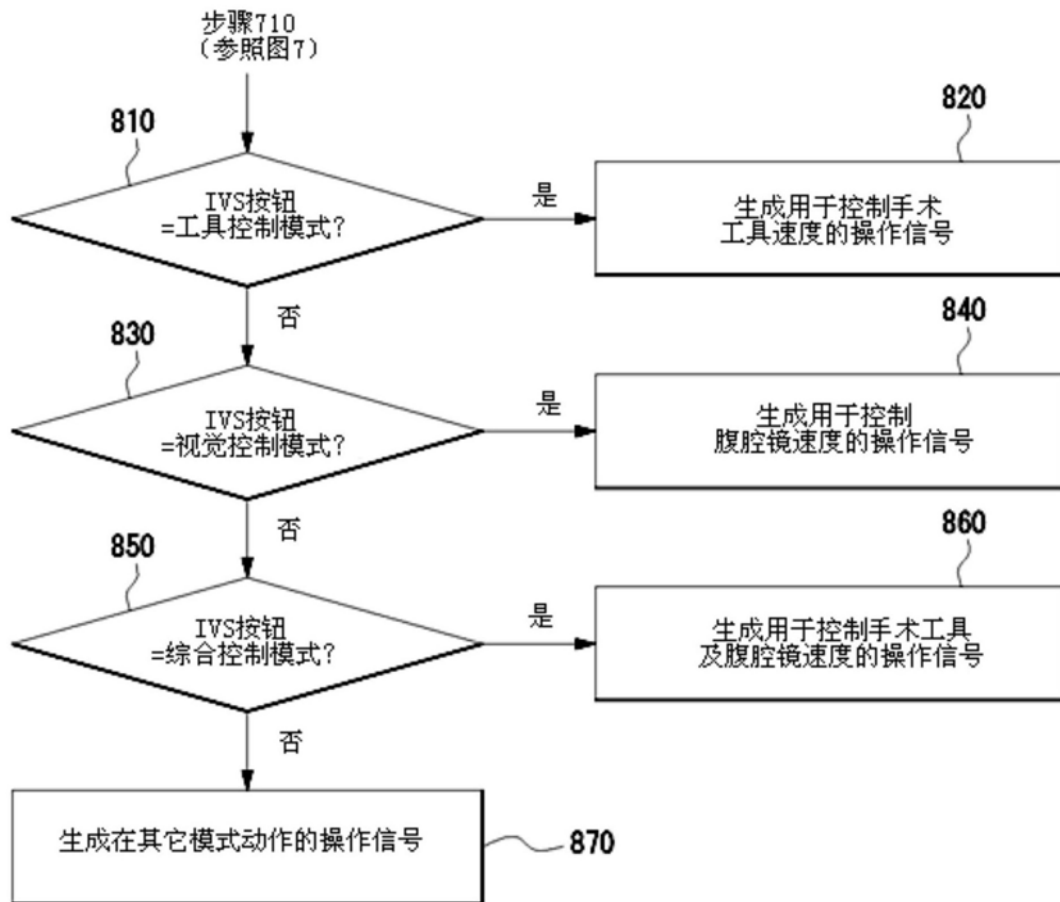 步骤710
(参照图7)
810
IVS按钮
=工具控制模式?
是
820
生成用于控制手术
工具速度的操作信号
否
830
IVS按钮
=视觉控制模式?
是
840
生成用于控制
腹腔镜速度的操作信号
否
850
IVS按钮
=综合控制模式?
是
860
生成用于控制手术工具
及腹腔镜速度的操作信号
否
生成在其它模式动作的操作信号
870